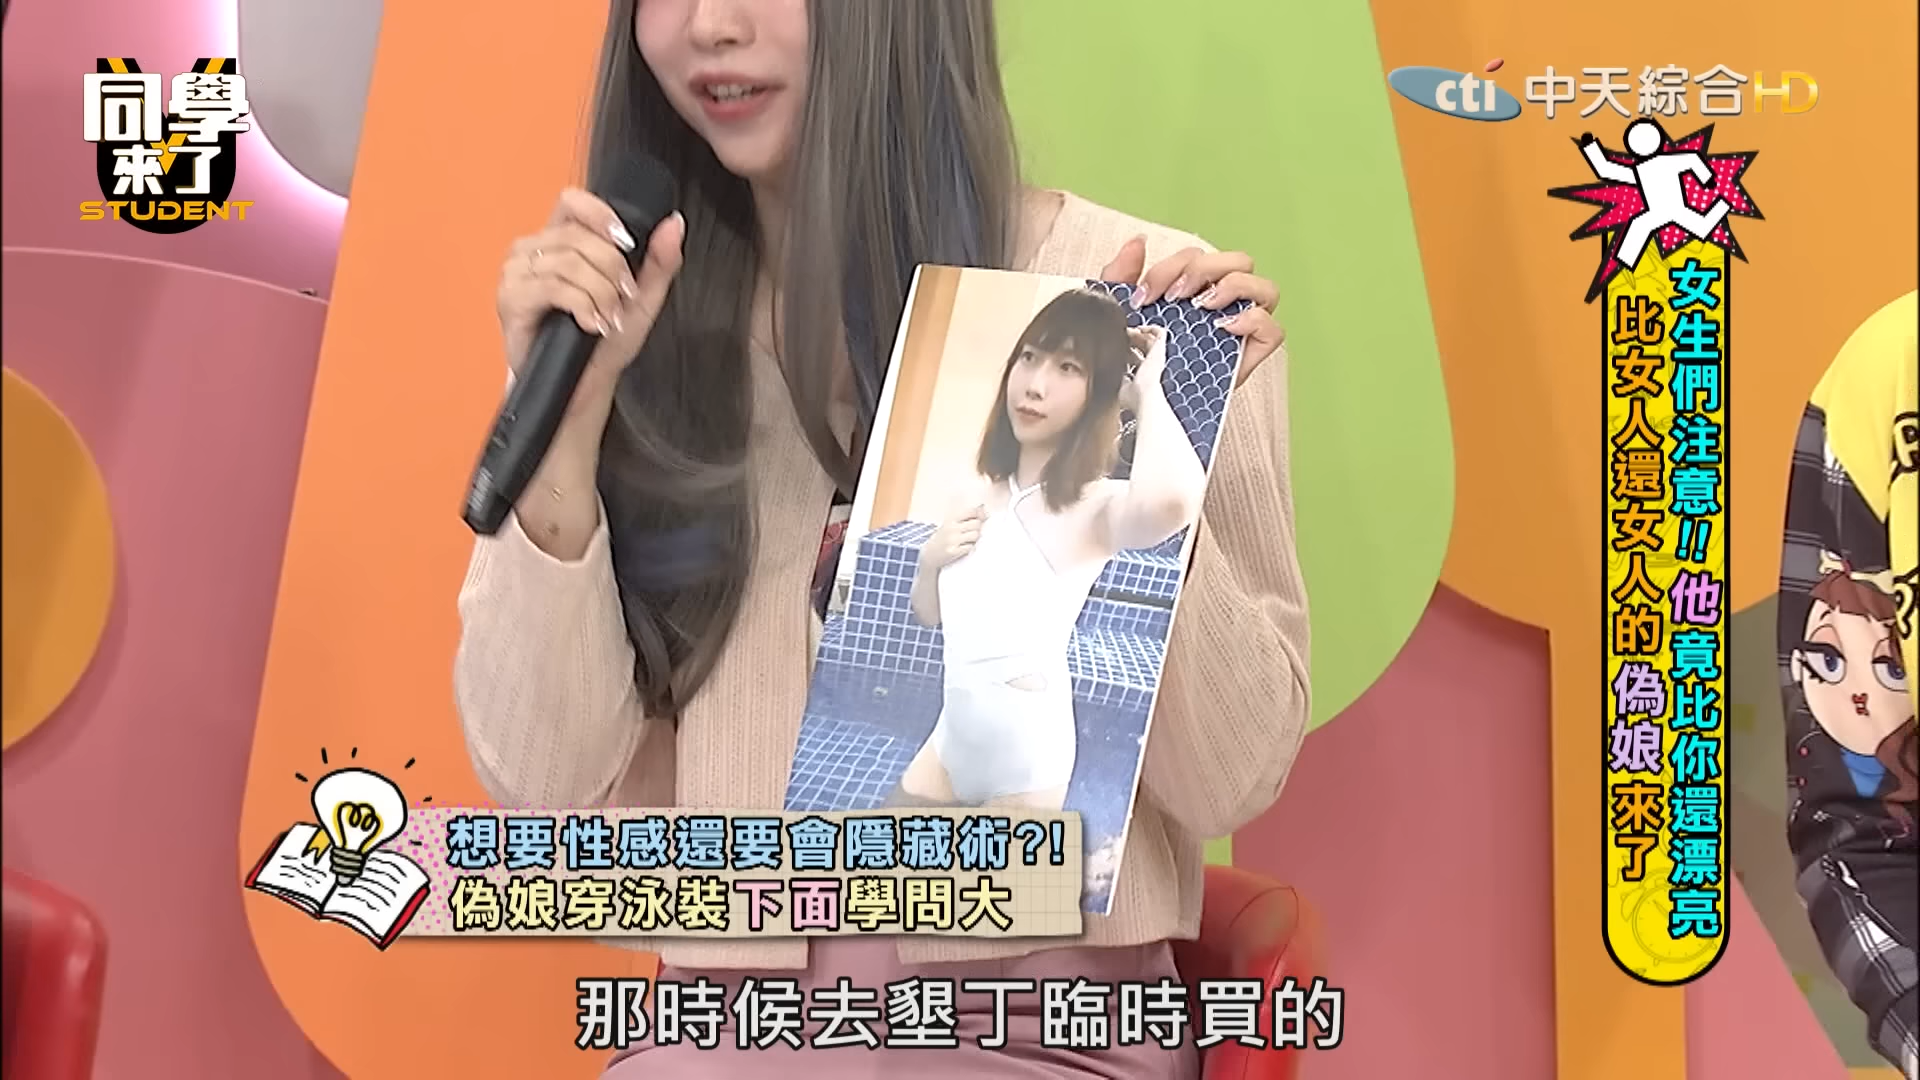 同學
來了
STUDENT
cti 中天綜合HD
女生們注意!!他竟比你還漂亮
比女人還女人的偽娘來了
想要性感還要會隱藏術?!
偽娘穿泳裝下面學問大
那時候去墾丁臨時買的